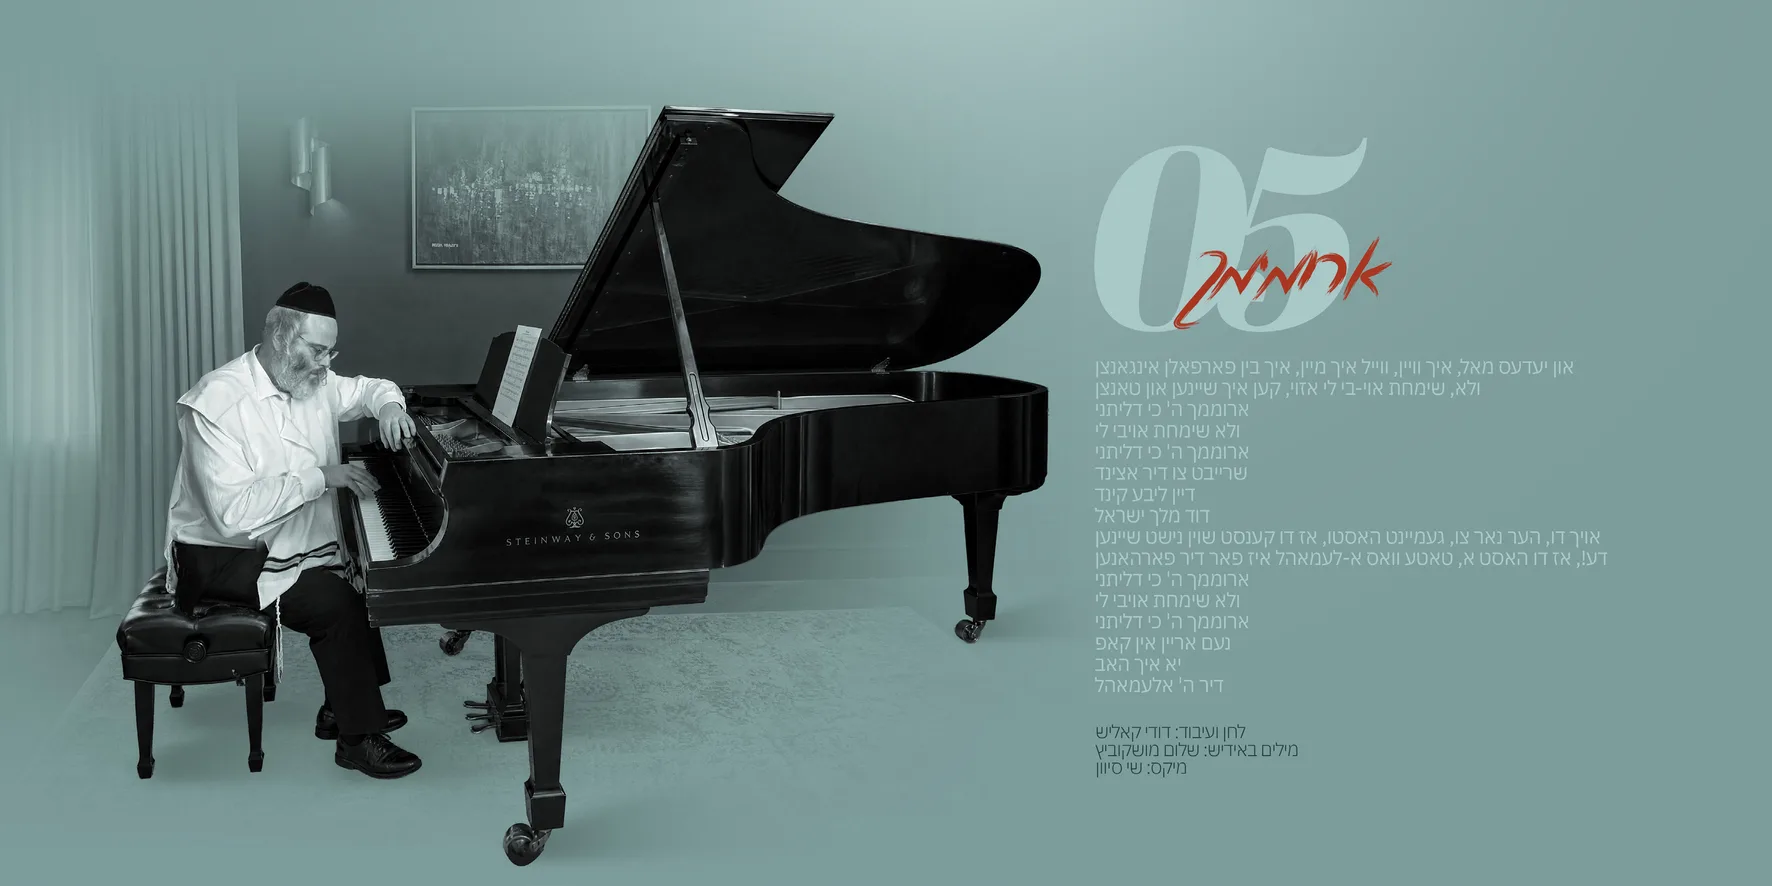 05
ארוממך
און יעדעס מאל, איך וויין, ווייל איך מיין, איך בין פארפאלן אינגאנצן
ולא, שימחת אוי-בי לי אזוי, קען איך שיינען און טאנצן
ארוממך ה' כי דליתני
ולא שימחת אויבי לי
ארוממך ה' כי דליתני
שרייבט צו דיר אצינד
דיין ליבע קינד
דוד מלך ישראל
אויך דו, הער נאר צו, געמיינט האסטו, אז דו קענסט שוין נישט שיינען
דע!, אז דו האסט א, טאטע וואס א-לעמאהל איז פאר דיר פארהאנען
ארוממך ה' כי דליתני
ולא שימחת אויבי לי
ארוממך ה' כי דליתני
נעם אריין אין קאפ
יא איך האב
דיר ה' אלעמאהל
לחן ועיבוד: דודי קאליש
מילים באידיש: שלום מושקוביץ
מיקס: שי סיוון
STEINWAY & SONS